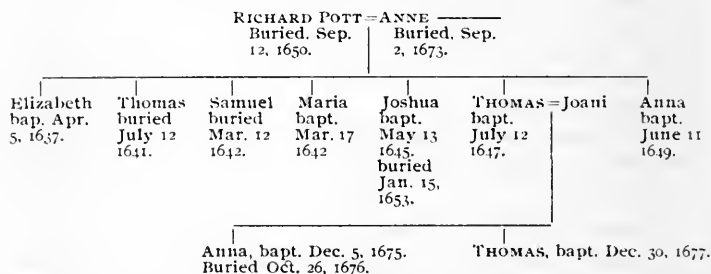 RICHARD POTT=ANNE ———
Buried, Sep. 12, 1650.
Buried, Sep. 2, 1673.
Elizabeth
bap. Apr.
5, 1637.
Thomas
buried
July 12
1641.
Samuel
buried
Mar. 12
1642.
Maria
bapt.
Mar. 17
1642
Joshua
bapt.
May 13
1645.
buried
Jan. 15,
1653.
THOMAS=Joani
bapt.
July 12
1647.
Anna
bapt.
June 11
1649.
Anna, bapt. Dec. 5, 1675.
Buried Oct. 26, 1676.
THOMAS, bapt. Dec. 30, 1677.